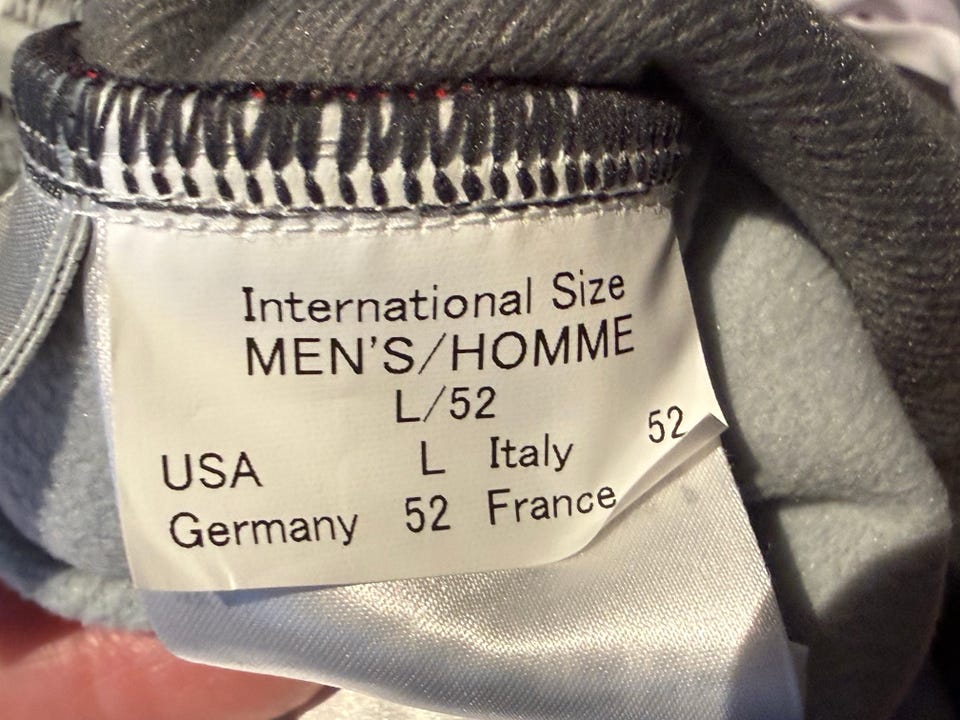 International Size
MEN'S/HOMME
L/52
USA L Italy 52
Germany 52 France